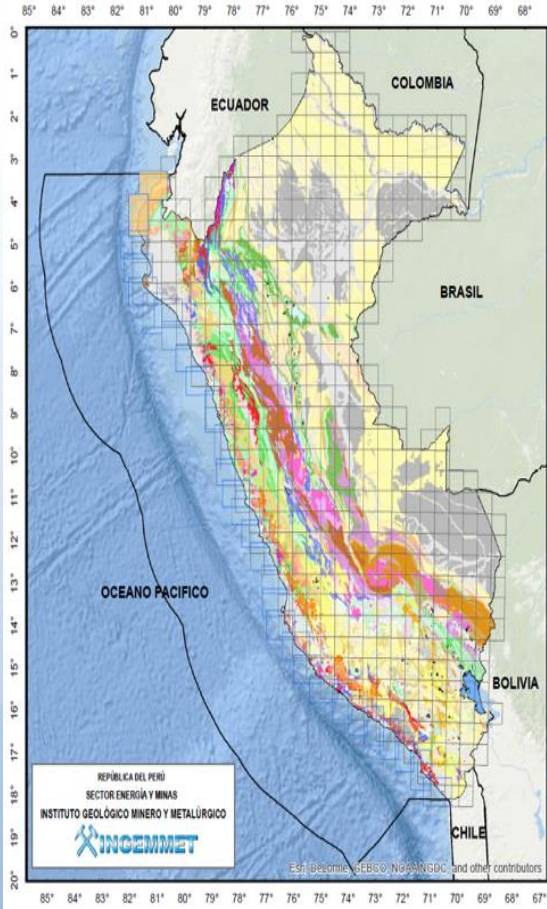 85° 84° 83° 82° 81° 80° 79° 78° 77° 76° 75° 74° 73° 72° 71° 70° 69° 68°
0°
1°
2°
3°
4°
5°
6°
7°
8°
9°
10°
11°
12°
13°
14°
15°
16°
17°
18°
19°
20°
COLOMBIA
ECUADOR
BRASIL
OCEANO PACIFICO
BOLIVIA
CHILE
REPÚBLICA DEL PERÚ
SECTOR ENERGÍA Y MINAS
INSTITUTO GEOLÓGICO MINERO Y METALÚRGICO
INGEMMET
Esri, DeLorme, GEBCO, NOAA NGDC, and other contributors
85° 84° 83° 82° 81° 80° 79° 78° 77° 76° 75° 74° 73° 72° 71° 70° 69° 68°